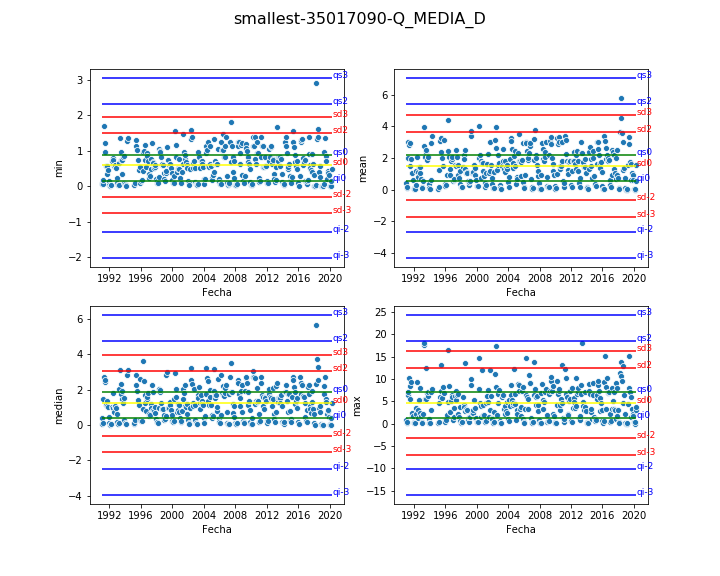 smallest-35017090-Q_MEDIA_D
min
3
2
1
0
−1
−2
qs3
qs2
sd3
sd2
qs0
sd0
qi0
sd-2
sd-3
qi-2
qi-3
1992 1996 2000 2004 2008 2012 2016 2020
Fecha
mean
6
4
2
0
−2
−4
qs3
qs2
sd3
sd2
qs0
sd0
qi0
sd-2
sd-3
qi-2
qi-3
1992 1996 2000 2004 2008 2012 2016 2020
Fecha
median
6
4
2
0
−2
−4
qs3
qs2
sd3
sd2
qs0
sd0
qi0
sd-2
sd-3
qi-2
qi-3
1992 1996 2000 2004 2008 2012 2016 2020
Fecha
max
25
20
15
10
5
0
−5
−10
−15
qs3
qs2
sd3
sd2
qs0
sd0
qi0
sd-2
sd-3
qi-2
qi-3
1992 1996 2000 2004 2008 2012 2016 2020
Fecha